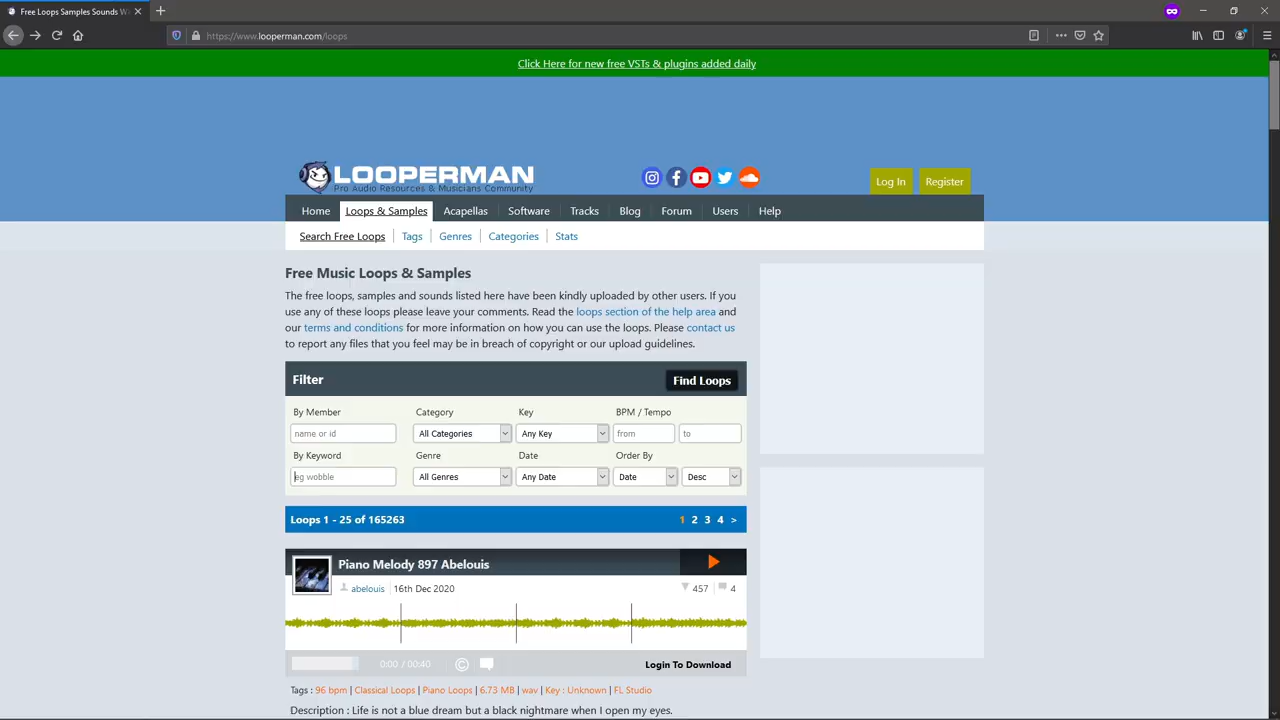 Free Loops Samples Sounds W
https://www.looperman.com/loops
Click Here for new free VSTs & plugins added daily
LOOPERMAN
Pro Audio Resources & Musicians Community
Log In
Register
Home
Loops & Samples
Acapellas
Software
Tracks
Blog
Forum
Users
Help
Search Free Loops
Tags
Genres
Categories
Stats
Free Music Loops & Samples
The free loops, samples and sounds listed here have been kindly uploaded by other users. If you
use any of these loops please leave your comments. Read the loops section of the help area and
our terms and conditions for more information on how you can use the loops. Please contact us
to report any files that you feel may be in breach of copyright or our upload guidelines.
Filter
Find Loops
By Member
Category
Key
BPM / Tempo
name or id
All Categories
Any Key
from
to
By Keyword
Genre
Date
Order By
eg wobble
All Genres
Any Date
Date
Desc
Loops 1 - 25 of 165263
1 2 3 4 >
Piano Melody 897 Abelouis
abelouis
16th Dec 2020
457
4
0:00 / 00:40
Login To Download
Tags : 96 bpm | Classical Loops | Piano Loops | 6.73 MB | wav | Key : Unknown | FL Studio
Description : Life is not a blue dream but a black nightmare when I open my eyes.